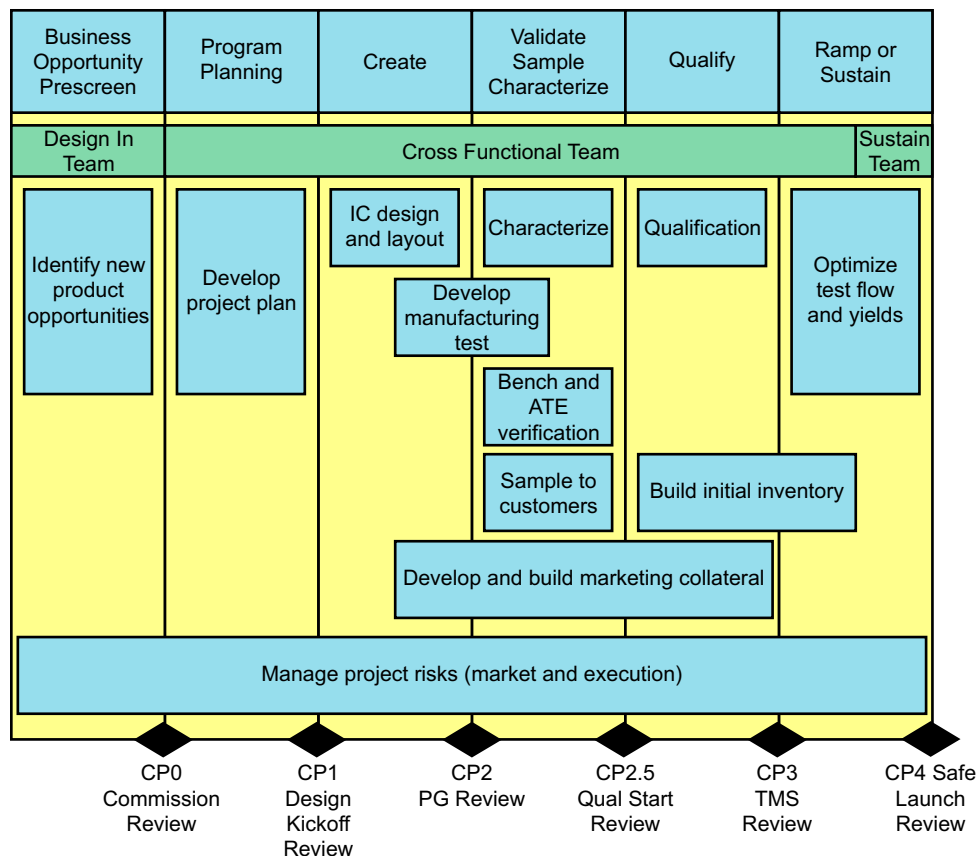 Business
Opportunity
Prescreen
Program
Planning
Create
Validate
Sample
Characterize
Qualify
Ramp or
Sustain
Design In
Team
Cross Functional Team
Sustain
Team
Identify new
product
opportunities
Develop
project plan
IC design
and layout
Characterize
Qualification
Optimize
test flow
and yields
Develop
manufacturing
test
Bench and
ATE
verification
Sample to
customers
Build initial inventory
Develop and build marketing collateral
Manage project risks (market and execution)
CP0
Commission
Review
CP1
Design
Kickoff
Review
CP2
PG Review
CP2.5
Qual Start
Review
CP3
TMS
Review
CP4 Safe
Launch
Review